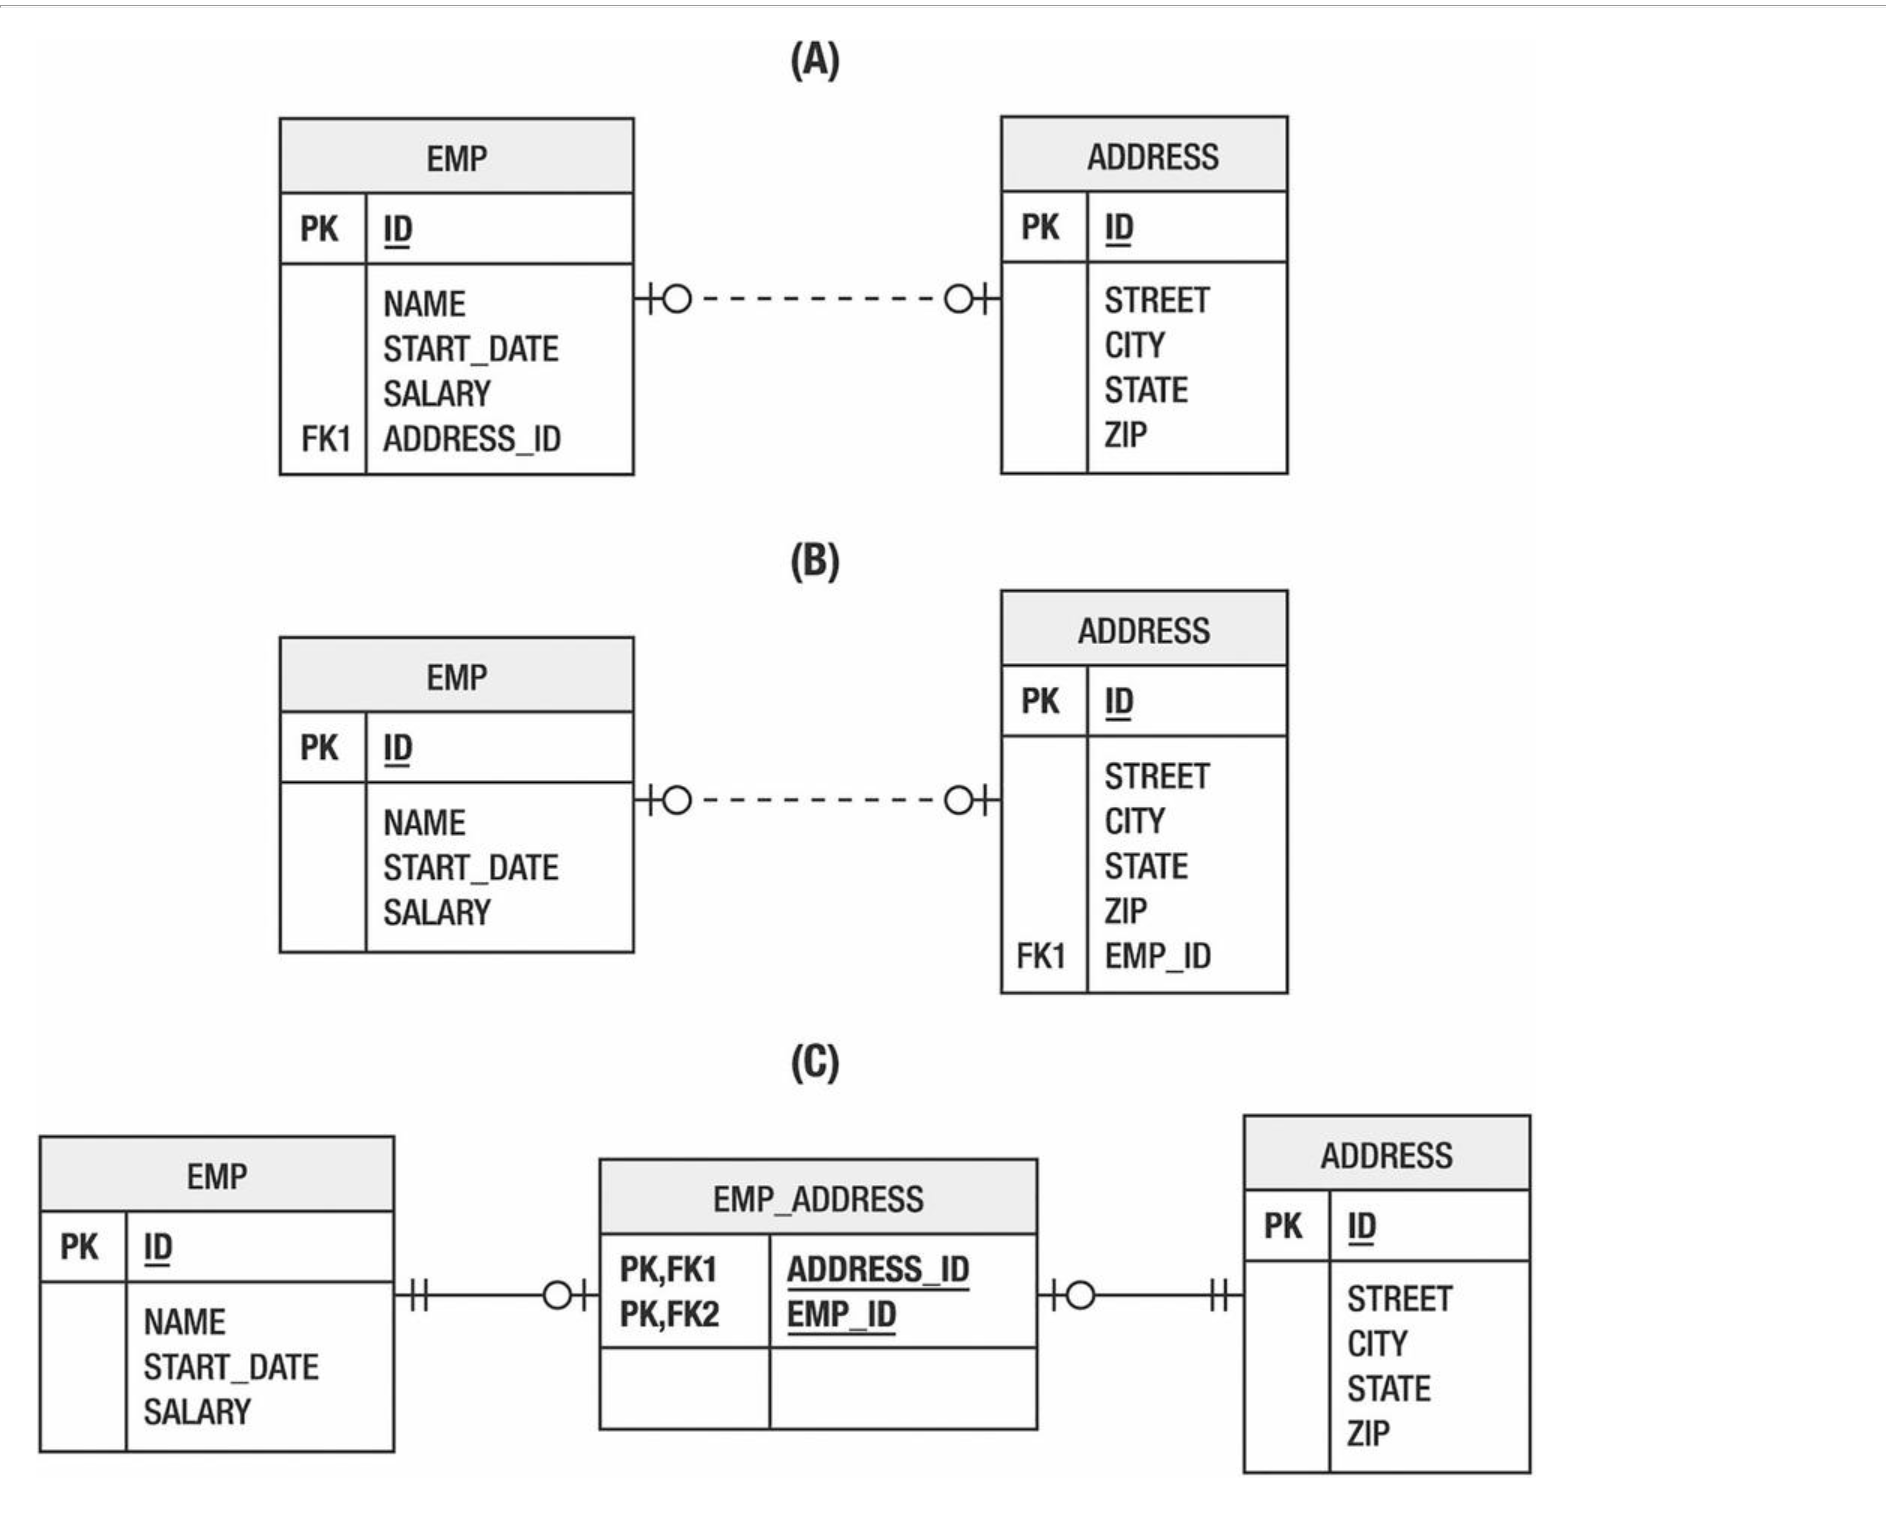 (A)
EMP
PK ID
NAME
START_DATE
SALARY
FK1 ADDRESS_ID
ADDRESS
PK ID
STREET
CITY
STATE
ZIP
(B)
EMP
PK ID
NAME
START_DATE
SALARY
ADDRESS
PK ID
STREET
CITY
STATE
ZIP
FK1 EMP_ID
(C)
EMP
PK ID
NAME
START_DATE
SALARY
EMP_ADDRESS
PK,FK1 ADDRESS_ID
PK,FK2 EMP_ID
ADDRESS
PK ID
STREET
CITY
STATE
ZIP